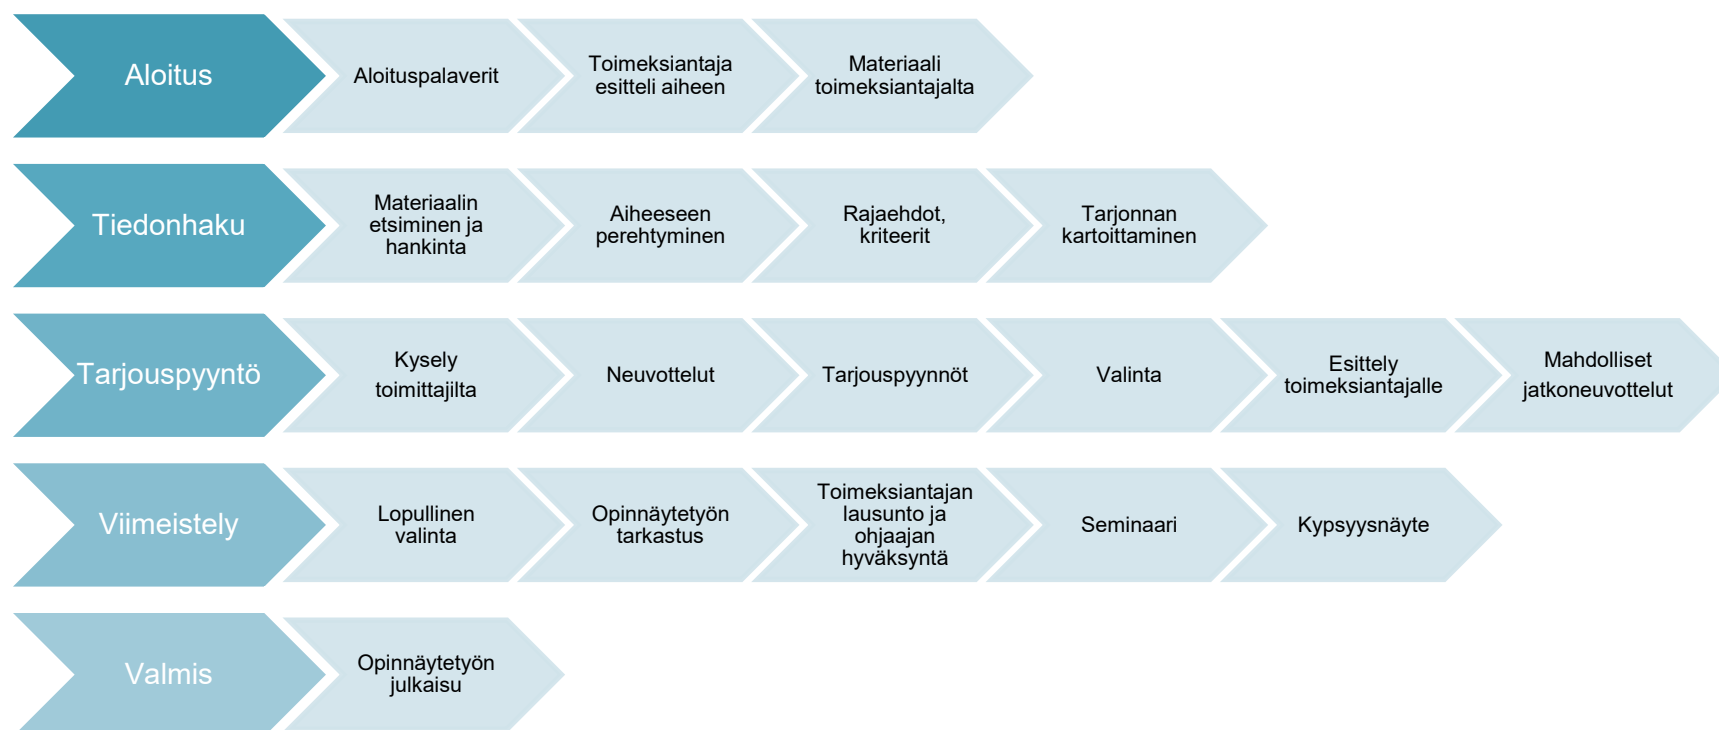 Aloitus
Aloituspalaverit
Toimeksiantaja
esitteli aiheen
Materiaali
toimeksiantajalta
Tiedonhaku
Materiaalin
etsiminen ja
hankinta
Aiheeseen
perehtyminen
Rajaehdot,
kriteerit
Tarjonnan
kartoittaminen
Tarjouspyyntö
Kysely
toimittajilta
Neuvottelut
Tarjouspyynnöt
Valinta
Esittely
toimeksiantajalle
Mahdolliset
jatkoneuvottelut
Viimeistely
Lopullinen
valinta
Opinnäytetyön
tarkastus
Toimeksiantajan
lausunto ja
ohjaajan
hyväksyntä
Seminaari
Kypsyysnäyte
Valmis
Opinnäytetyön
julkaisu